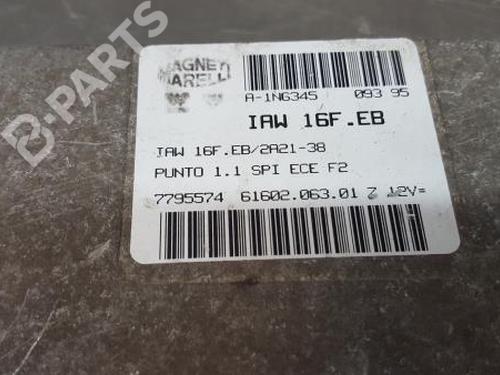 B-PARTS
MAGNETI
MARELLI
A-1N6345 093 95
IAW 16F.EB
IAW 16F.EB/2A21-38
PUNTO 1.1 SPI ECE F2
7795574 61602.063.01 Z 12V=